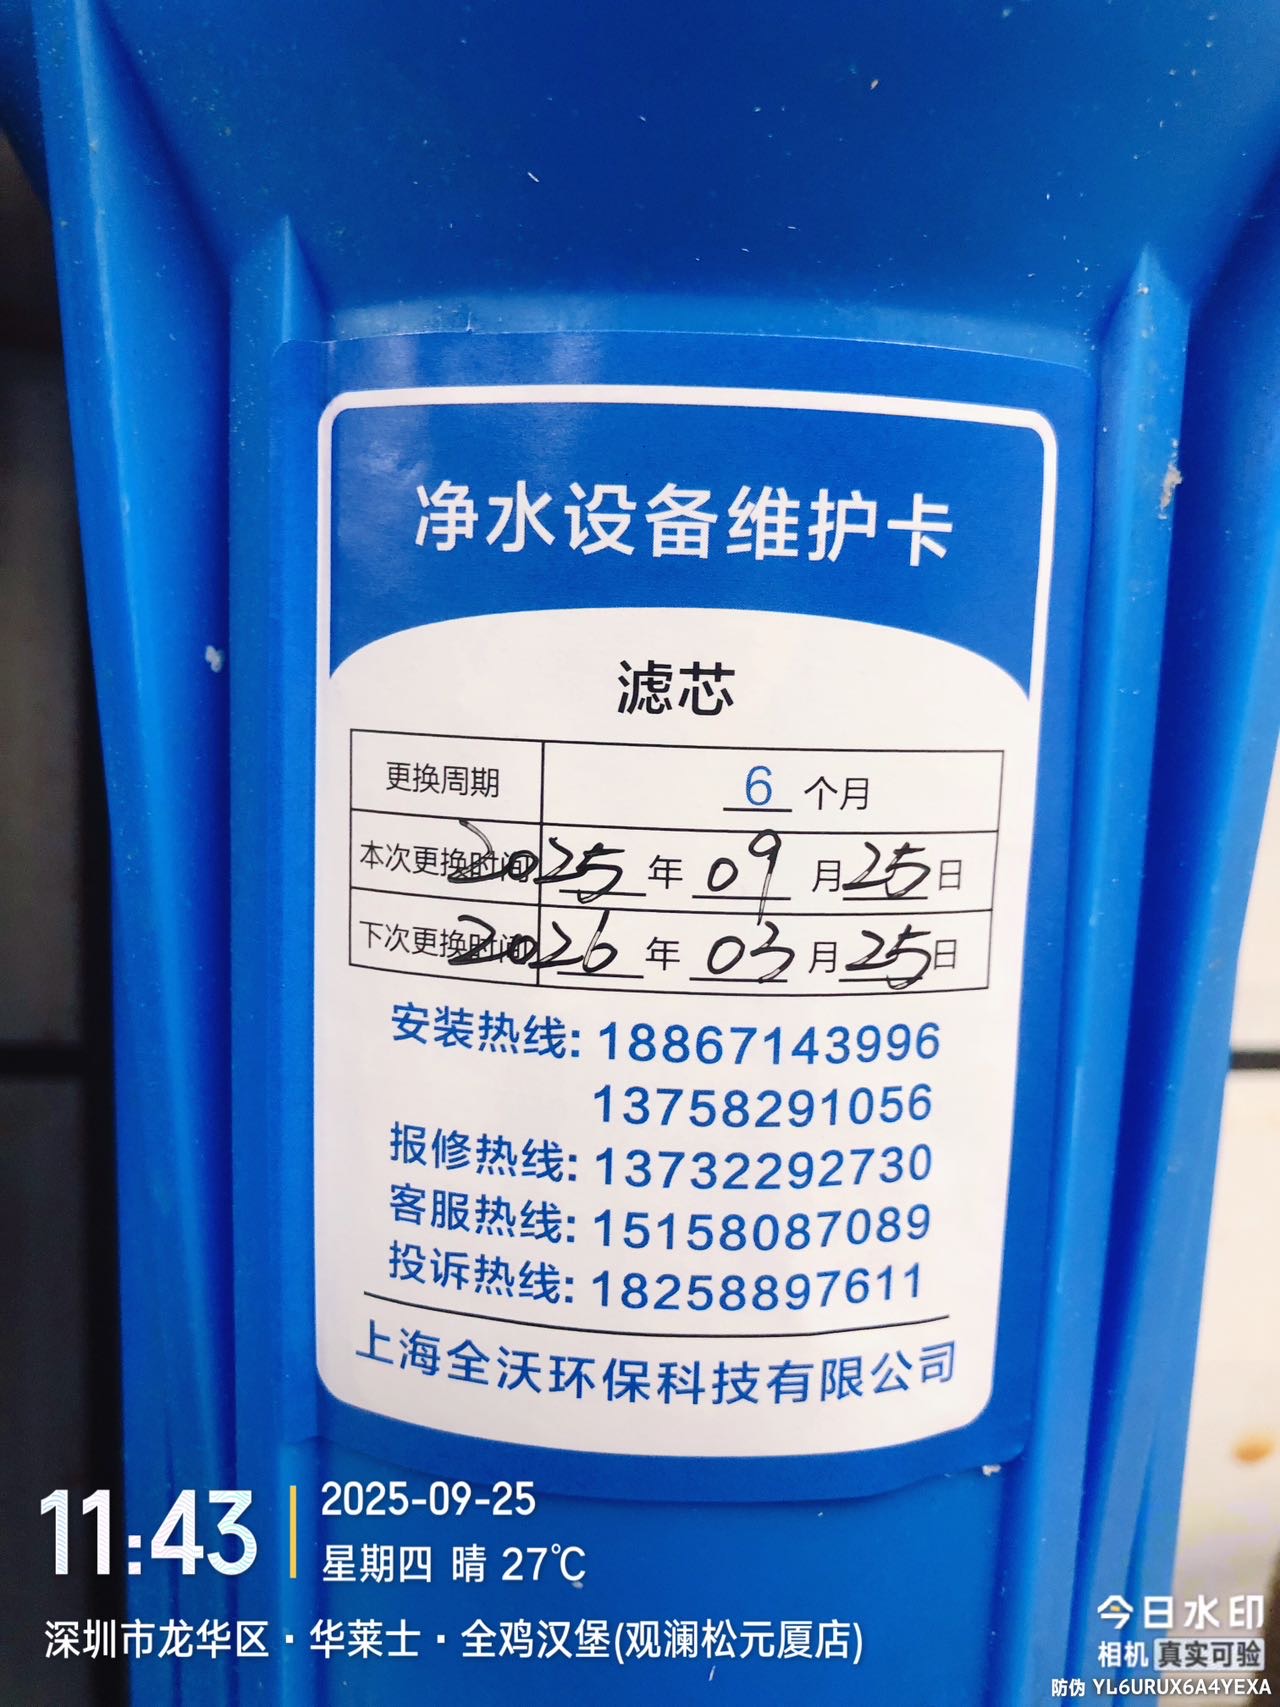 净水设备维护卡
滤芯
更换周期 6 个月
本次更换时间 2025 年 09 月 25 日
下次更换时间 2026 年 03 月 25 日
安装热线: 18867143996
13758291056
报修热线: 13732292730
客服热线: 15158087089
投诉热线: 18258897611
上海全沃环保科技有限公司
11:43
2025-09-25
星期四 晴 27℃
深圳市龙华区·华莱士·全鸡汉堡(观澜松元厦店)
今日水印
相机 真实可验
防伪 YL6URUX6A4YEXA